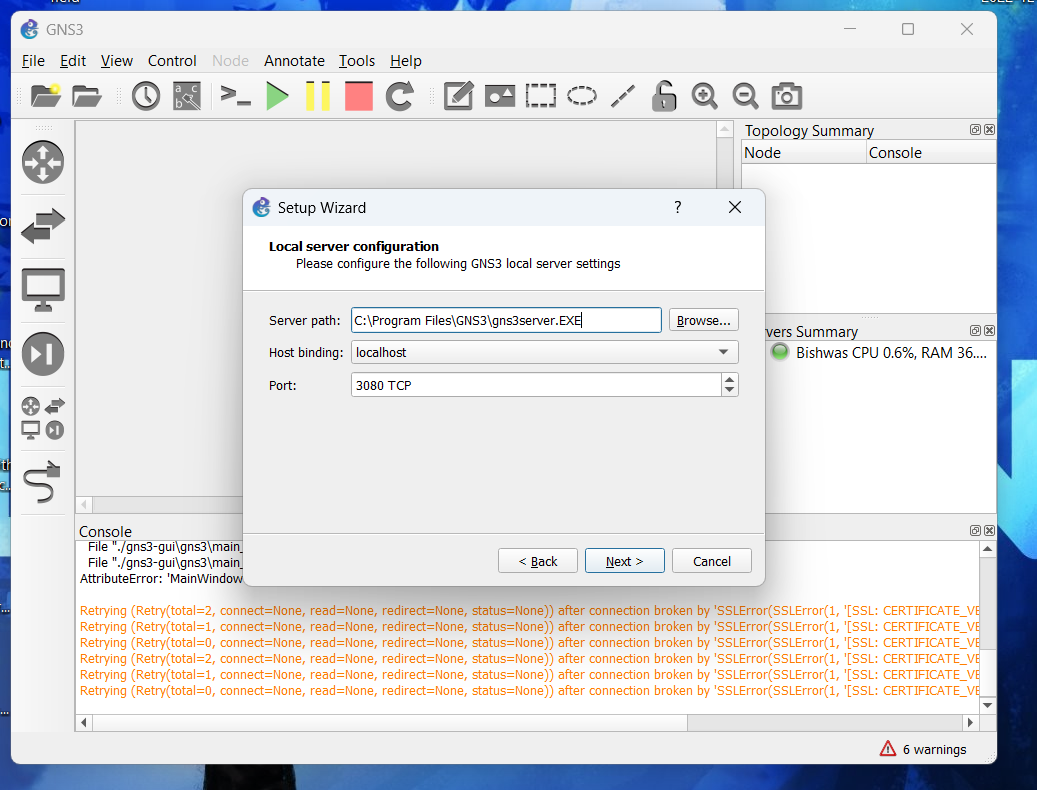 GNS3
File Edit View Control Node Annotate Tools Help
Topology Summary
Node Console
Setup Wizard
Local server configuration
Please configure the following GNS3 local server settings
Server path: C:\Program Files\GNS3\gns3server.EXE Browse...
Host binding: localhost
Port: 3080 TCP
vers Summary
Bishwas CPU 0.6%, RAM 36....
< Back Next > Cancel
Console
File "./gns3-gui\gns3\main_
File "./gns3-gui\gns3\main_
AttributeError: 'MainWindow
Retrying (Retry(total=2, connect=None, read=None, redirect=None, status=None)) after connection broken by 'SSLError(SSLError(1, '[SSL: CERTIFICATE_VE
Retrying (Retry(total=1, connect=None, read=None, redirect=None, status=None)) after connection broken by 'SSLError(SSLError(1, '[SSL: CERTIFICATE_VE
Retrying (Retry(total=0, connect=None, read=None, redirect=None, status=None)) after connection broken by 'SSLError(SSLError(1, '[SSL: CERTIFICATE_VE
Retrying (Retry(total=2, connect=None, read=None, redirect=None, status=None)) after connection broken by 'SSLError(SSLError(1, '[SSL: CERTIFICATE_VE
Retrying (Retry(total=1, connect=None, read=None, redirect=None, status=None)) after connection broken by 'SSLError(SSLError(1, '[SSL: CERTIFICATE_VE
Retrying (Retry(total=0, connect=None, read=None, redirect=None, status=None)) after connection broken by 'SSLError(SSLError(1, '[SSL: CERTIFICATE_VE
6 warnings